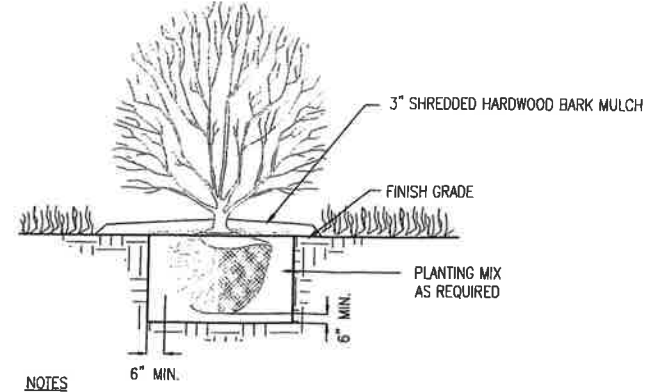 3" SHREDDED HARDWOOD BARK MULCH
FINISH GRADE
PLANTING MIX
AS REQUIRED
6" MIN.
6" MIN.
NOTES